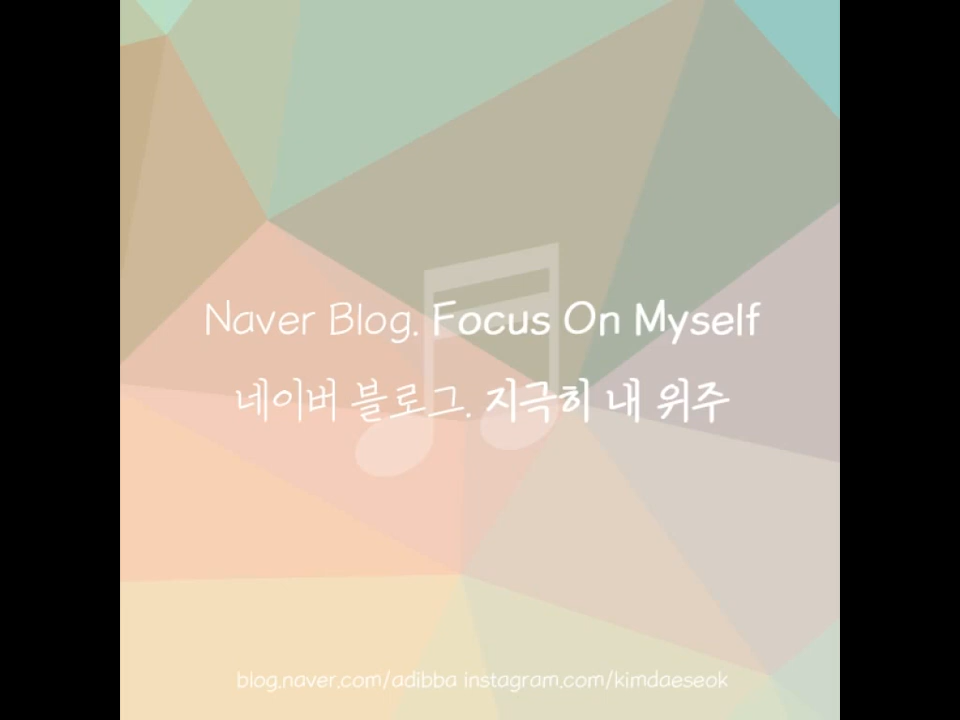 Naver Blog. Focus On Myself
네이버 블로그. 지극히 내 위주
blog.naver.com/adibba instagram.com/kimdaeseok